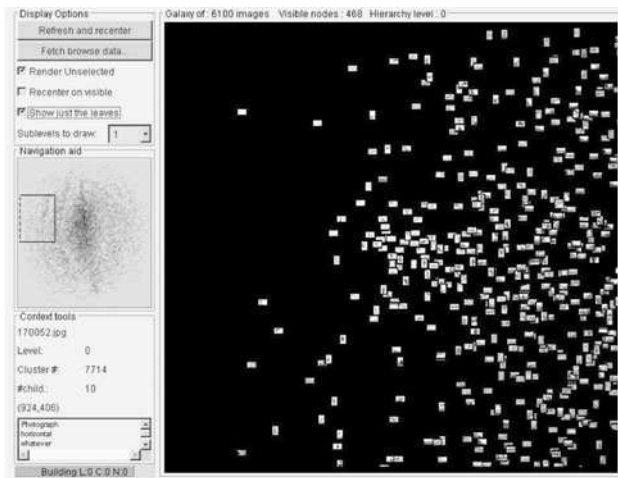 Display Options
Refresh and recenter
Fetch browse data...
Render Unselected
Recenter on visible
Show just the leaves
Sublevels to draw: 1
Navigation aid
Context tools
170052.jpg
Level: 0
Cluster #: 7714
#child.: 10
(924,406)
Photograph
horizontal
whatever
Building L:0 C:0 N:0
Galaxy of : 6100 images Visible nodes : 468 Hierarchy level : 0